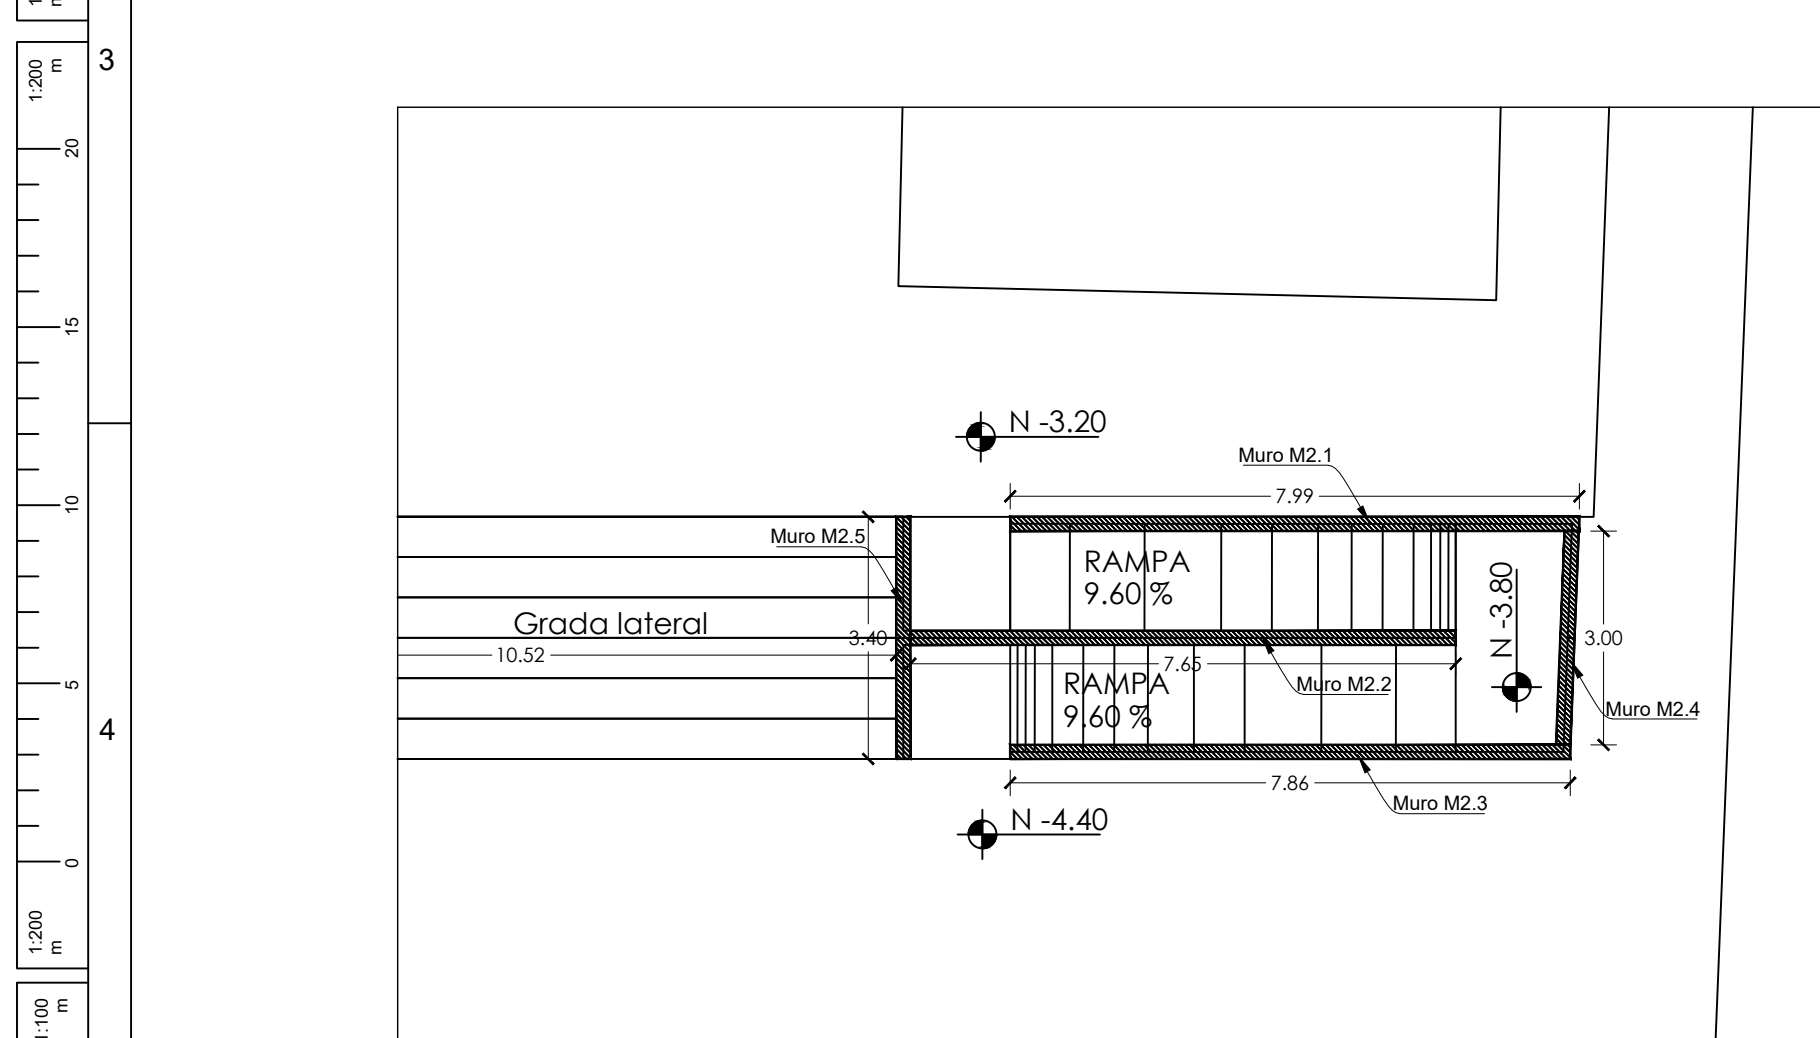 3
1:200
m
20
15
10
5
0
1:200
m
4
1:100
m
N -3.20
Muro M2.1
7.99
Muro M2.5
RAMPA
9.60 %
N -3.80
Grada lateral
3.40
3.00
10.52
7.65
RAMPA
9.60 %
Muro M2.2
Muro M2.4
7.86
Muro M2.3
N -4.40